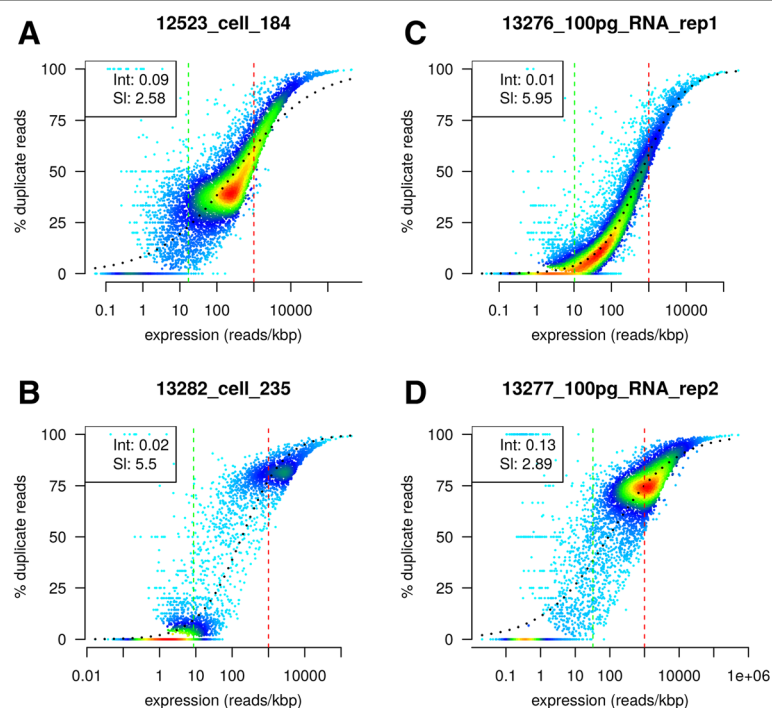 A
12523_cell_184
Int: 0.09
Sl: 2.58
% duplicate reads
100
75
50
25
0
0.1 1 100 10000
expression (reads/kbp)
C
13276_100pg_RNA_rep1
Int: 0.01
Sl: 5.95
% duplicate reads
100
75
50
25
0
0.1 1 100 10000
expression (reads/kbp)
B
13282_cell_235
Int: 0.02
Sl: 5.5
% duplicate reads
100
75
50
25
0
0.01 1 10 100 10000
expression (reads/kbp)
D
13277_100pg_RNA_rep2
Int: 0.13
Sl: 2.89
% duplicate reads
100
75
50
25
0
0.1 1 100 10000 1e+06
expression (reads/kbp)